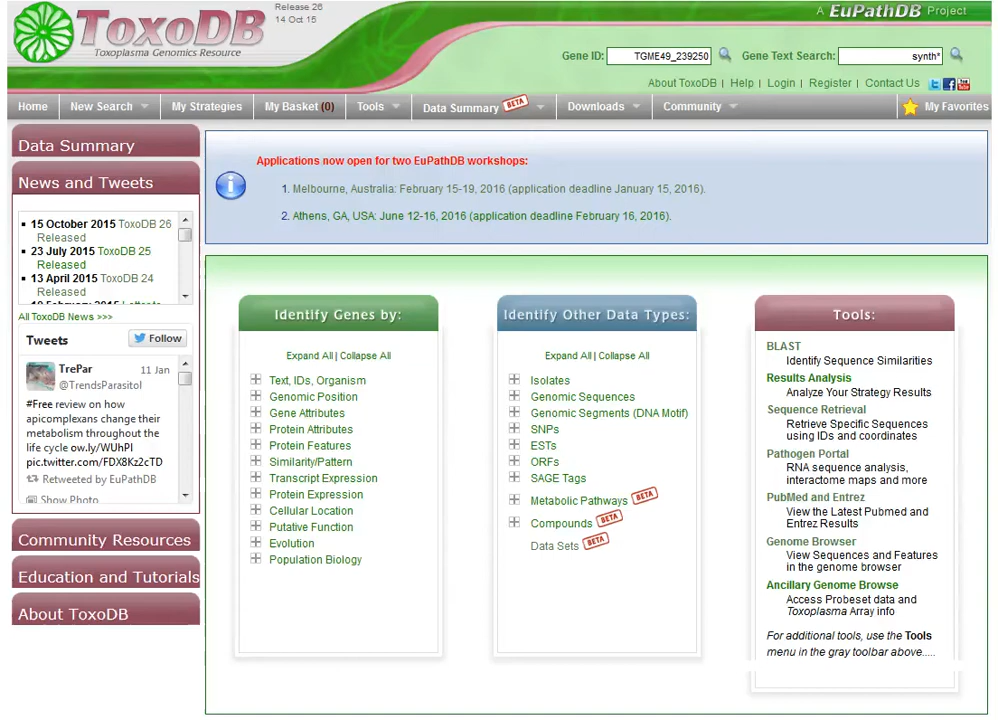 ToxoDB
Toxoplasma Genomics Resource
Release 26
14 Oct 15
A EuPathDB Project
Gene ID: TGME49_239250
Gene Text Search: synth*
About ToxoDB | Help | Login | Register | Contact Us
Home
New Search
My Strategies
My Basket (0)
Tools
Data Summary BETA
Downloads
Community
My Favorites
Data Summary
News and Tweets
15 October 2015 ToxoDB 26
Released
23 July 2015 ToxoDB 25
Released
13 April 2015 ToxoDB 24
Released
All ToxoDB News >>>
Tweets
Follow
TrePar 11 Jan
@TrendsParasitol
#Free review on how
apicomplexans change their
metabolism throughout the
life cycle ow.ly/WUhPI
pic.twitter.com/FDX8Kz2cTD
Retweeted by EuPathDB
Show Photo
Community Resources
Education and Tutorials
About ToxoDB
Applications now open for two EuPathDB workshops:
1. Melbourne, Australia: February 15-19, 2016 (application deadline January 15, 2016).
2. Athens, GA, USA: June 12-16, 2016 (application deadline February 16, 2016).
Identify Genes by:
Expand All | Collapse All
Text, IDs, Organism
Genomic Position
Gene Attributes
Protein Attributes
Protein Features
Similarity/Pattern
Transcript Expression
Protein Expression
Cellular Location
Putative Function
Evolution
Population Biology
Identify Other Data Types:
Expand All | Collapse All
Isolates
Genomic Sequences
Genomic Segments (DNA Motif)
SNPs
ESTs
ORFs
SAGE Tags
Metabolic Pathways BETA
Compounds BETA
Data Sets BETA
Tools:
BLAST
Identify Sequence Similarities
Results Analysis
Analyze Your Strategy Results
Sequence Retrieval
Retrieve Specific Sequences
using IDs and coordinates
Pathogen Portal
RNA sequence analysis,
interactome maps and more
PubMed and Entrez
View the Latest Pubmed and
Entrez Results
Genome Browser
View Sequences and Features
in the genome browser
Ancillary Genome Browse
Access Probeset data and
Toxoplasma Array info
For additional tools, use the Tools
menu in the gray toolbar above.....